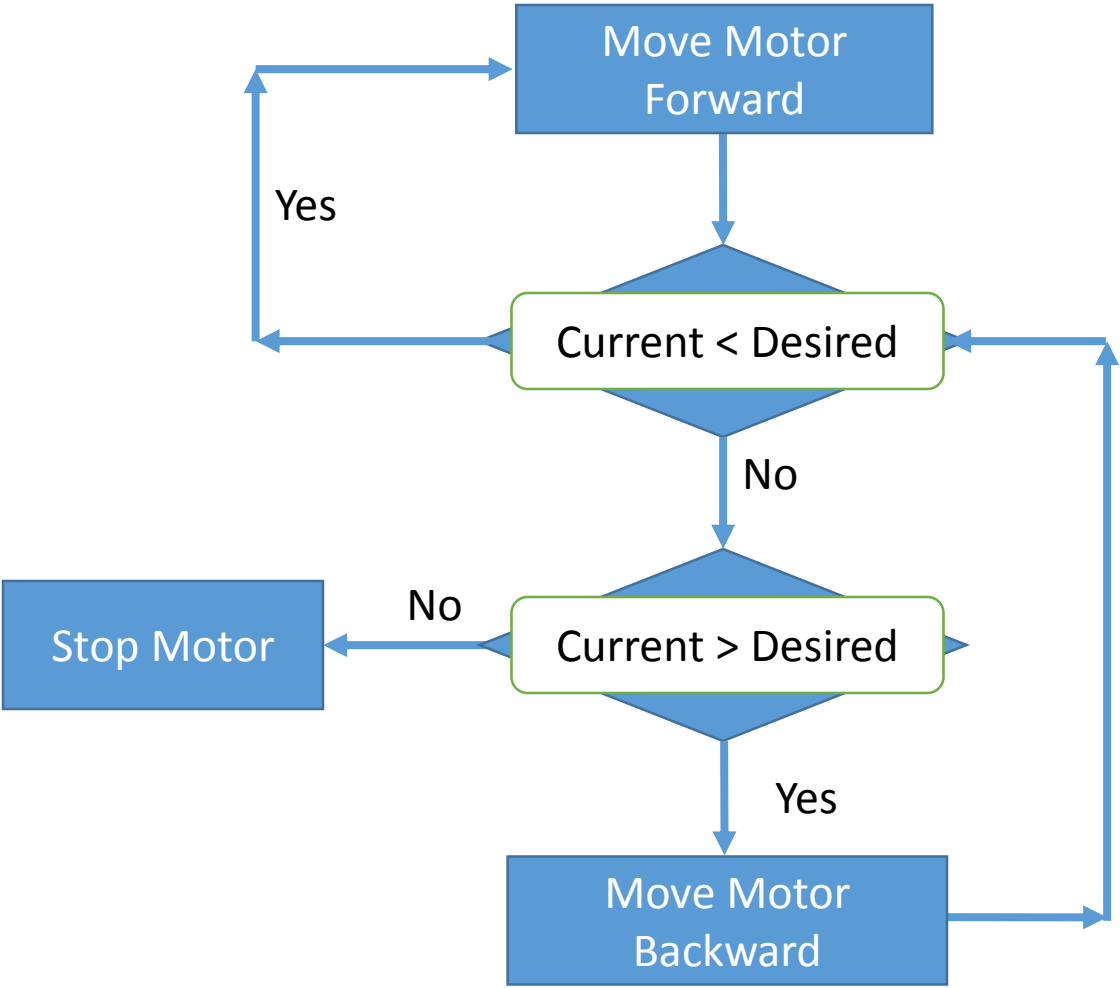 Move Motor
Forward
Yes
Current < Desired
No
No
Stop Motor
Current > Desired
Yes
Move Motor
Backward